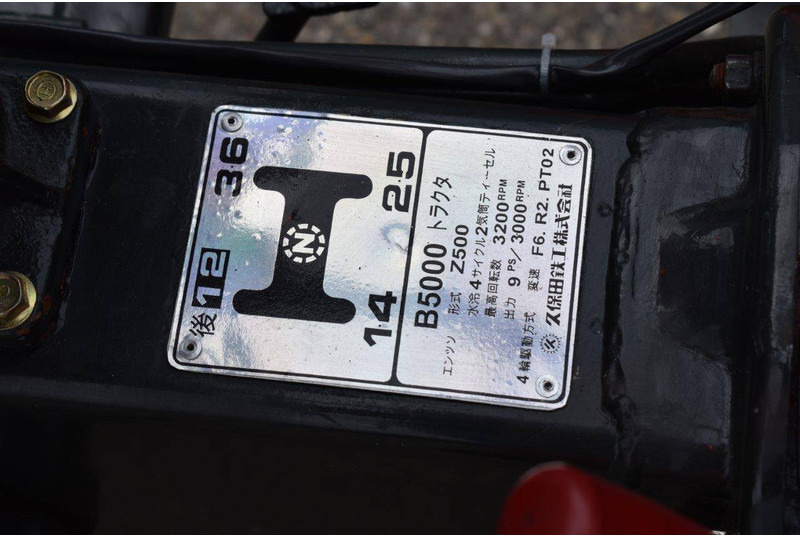 36
25
N
後 12
14
B5000 トラクタ
エンヂン 形式 Z500
水冷4サイクル2気筒ディーゼル
最高回転数 3200RPM
出力 9PS/3000RPM
4輪駆動方式 変速 F6. R2. PT02
久保田鉄工株式会社